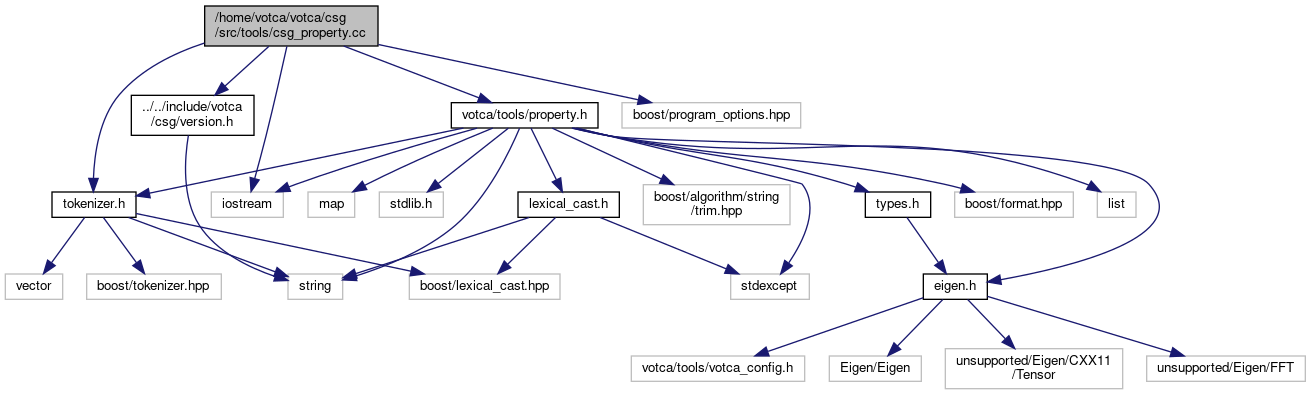 /home/votca/votca/csg
/src/tools/csg_property.cc
../../include/votca
/csg/version.h
votca/tools/property.h
boost/program_options.hpp
tokenizer.h
iostream
map
stdlib.h
lexical_cast.h
boost/algorithm/string
/trim.hpp
types.h
boost/format.hpp
list
vector
boost/tokenizer.hpp
string
boost/lexical_cast.hpp
stdexcept
eigen.h
votca/tools/votca_config.h
Eigen/Eigen
unsupported/Eigen/CXX11
/Tensor
unsupported/Eigen/FFT